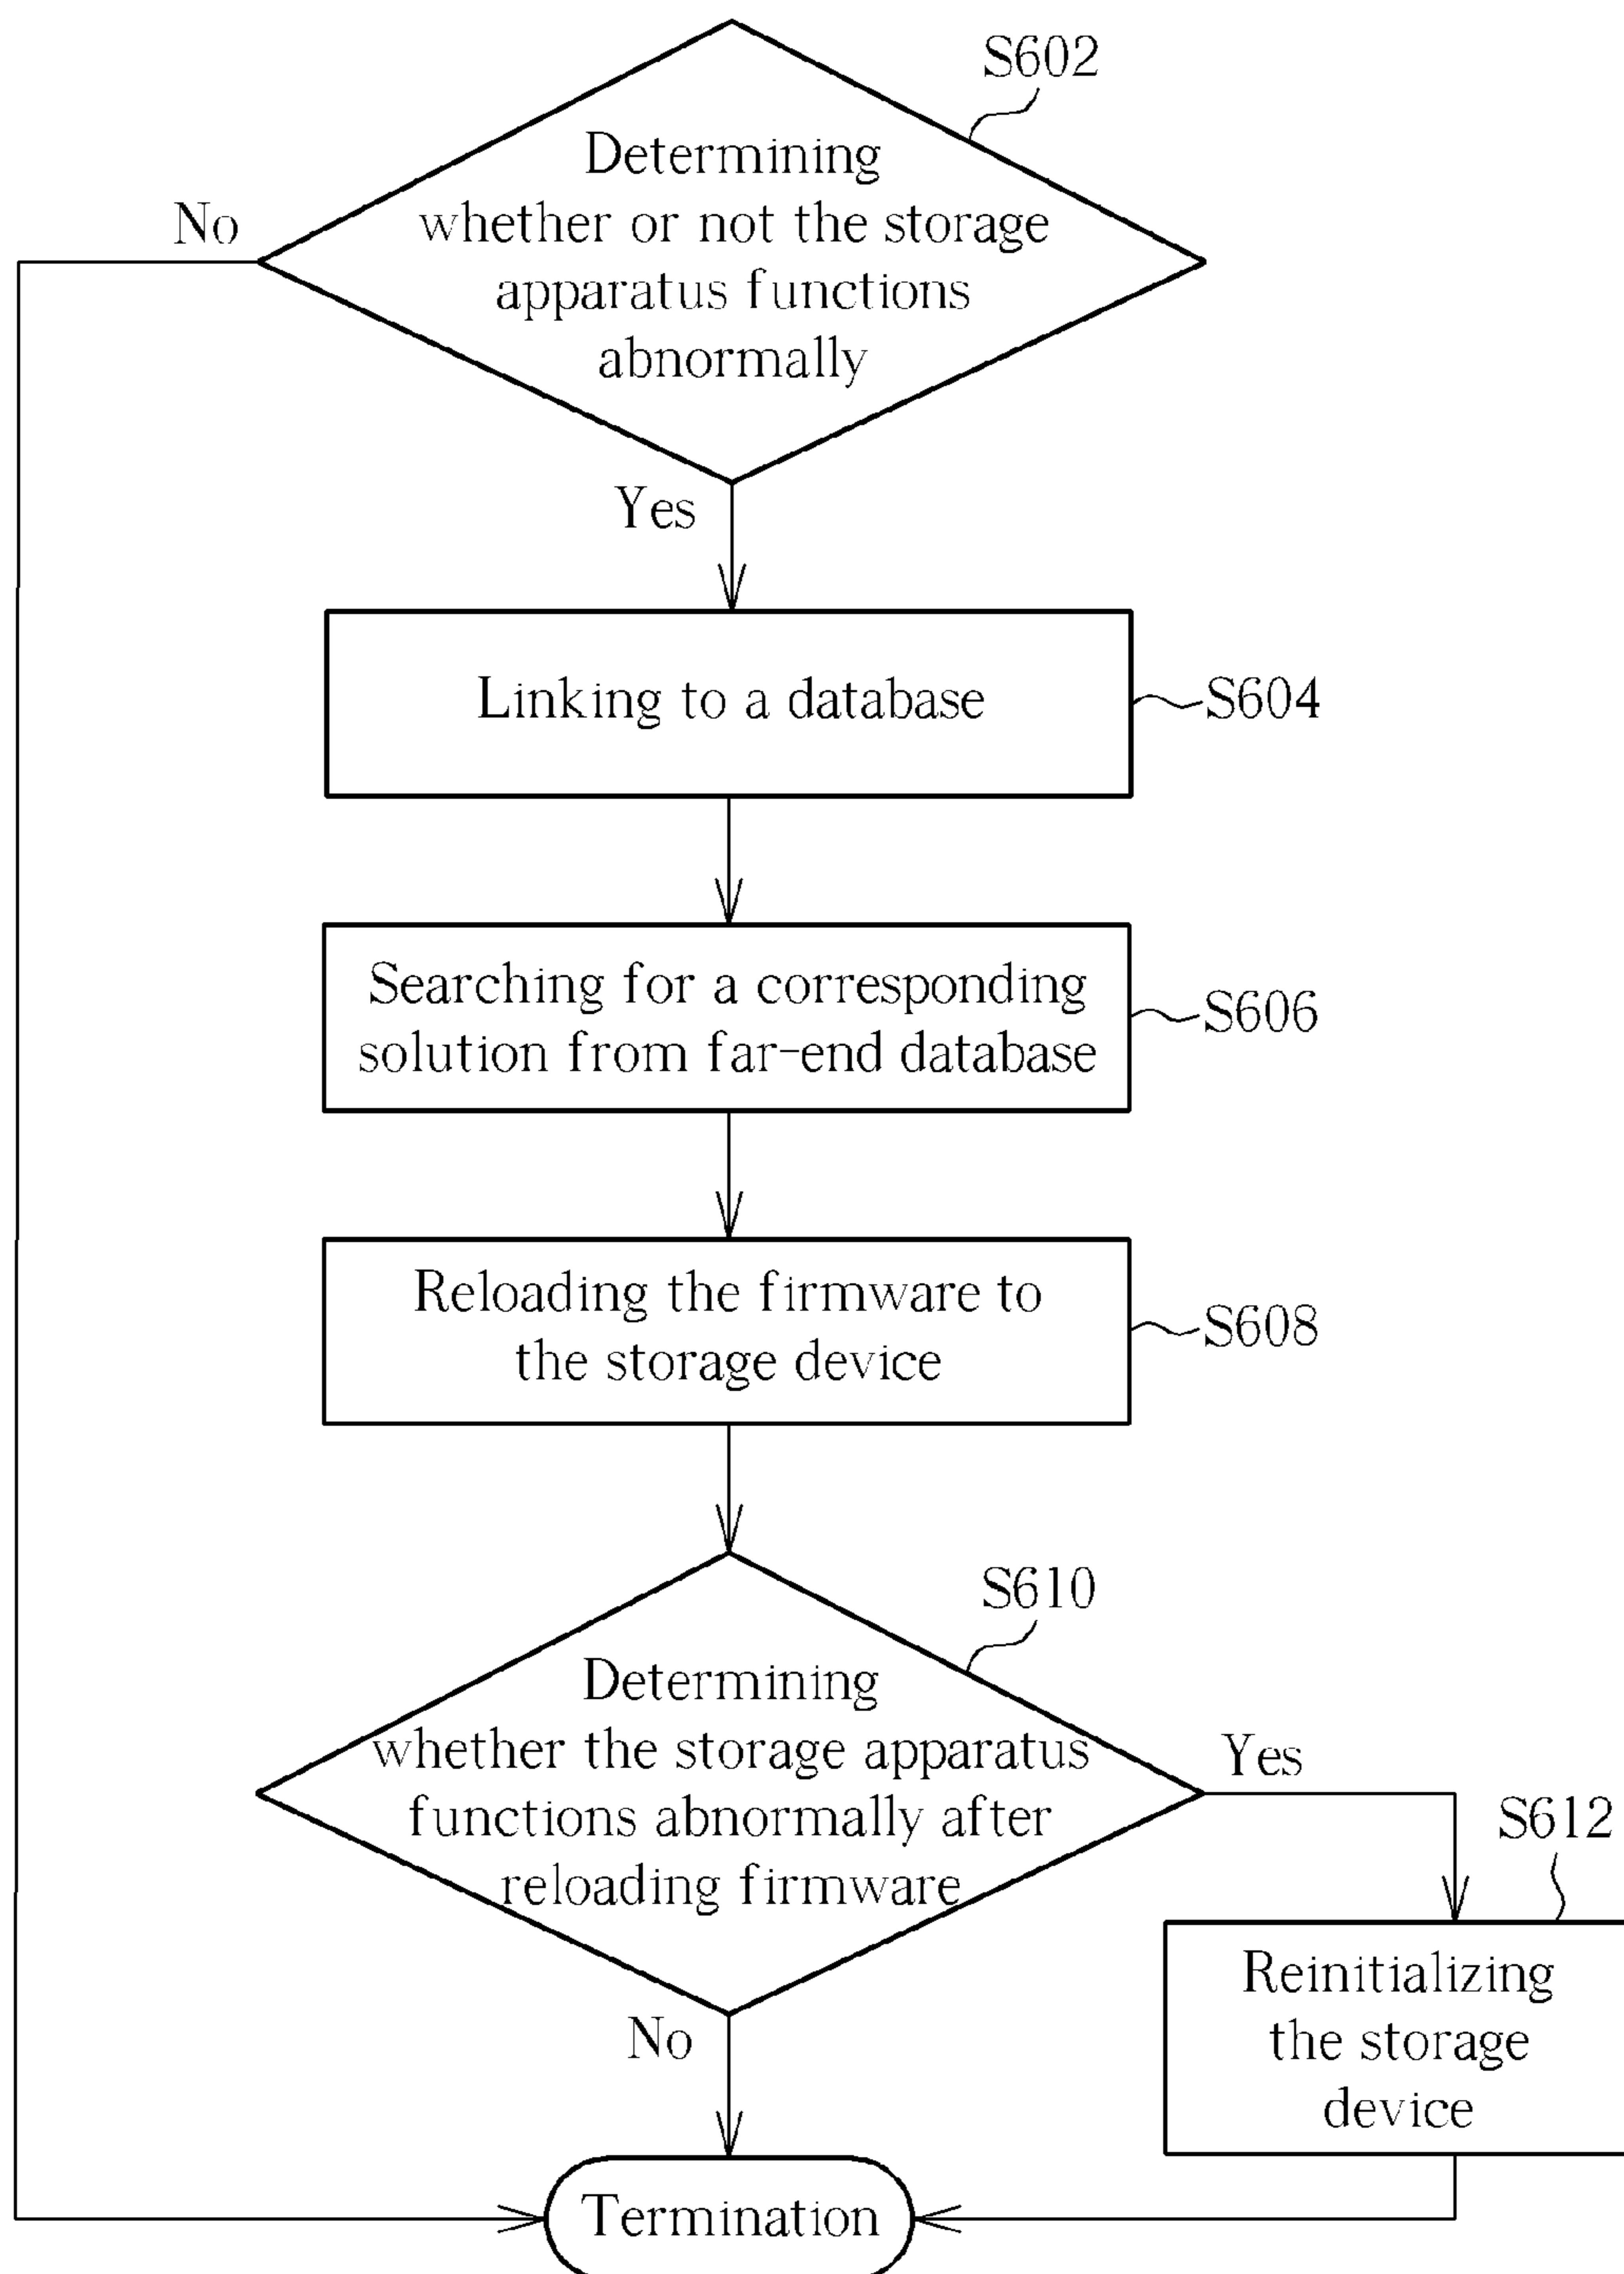 S602
Determining
whether or not the storage
apparatus functions
abnormally
No
Yes
Linking to a database
S604
Searching for a corresponding
solution from far-end database
S606
Reloading the firmware to
the storage device
S608
S610
Determining
whether the storage apparatus
functions abnormally after
reloading firmware
Yes
S612
Reinitializing
the storage
device
No
Termination